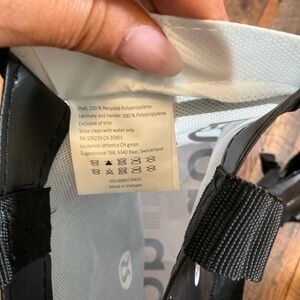 Shell: 100 % Recycled Polypropylene
Laminate and handle: 100 % Polypropylene
Exclusive of trim
Wipe clean with water only
RN 106259 CA 35801
lululemon athletica CH gmbh
Zugerstrasse 76B, 6340 Baar, Switzerland
Made in Vietnam